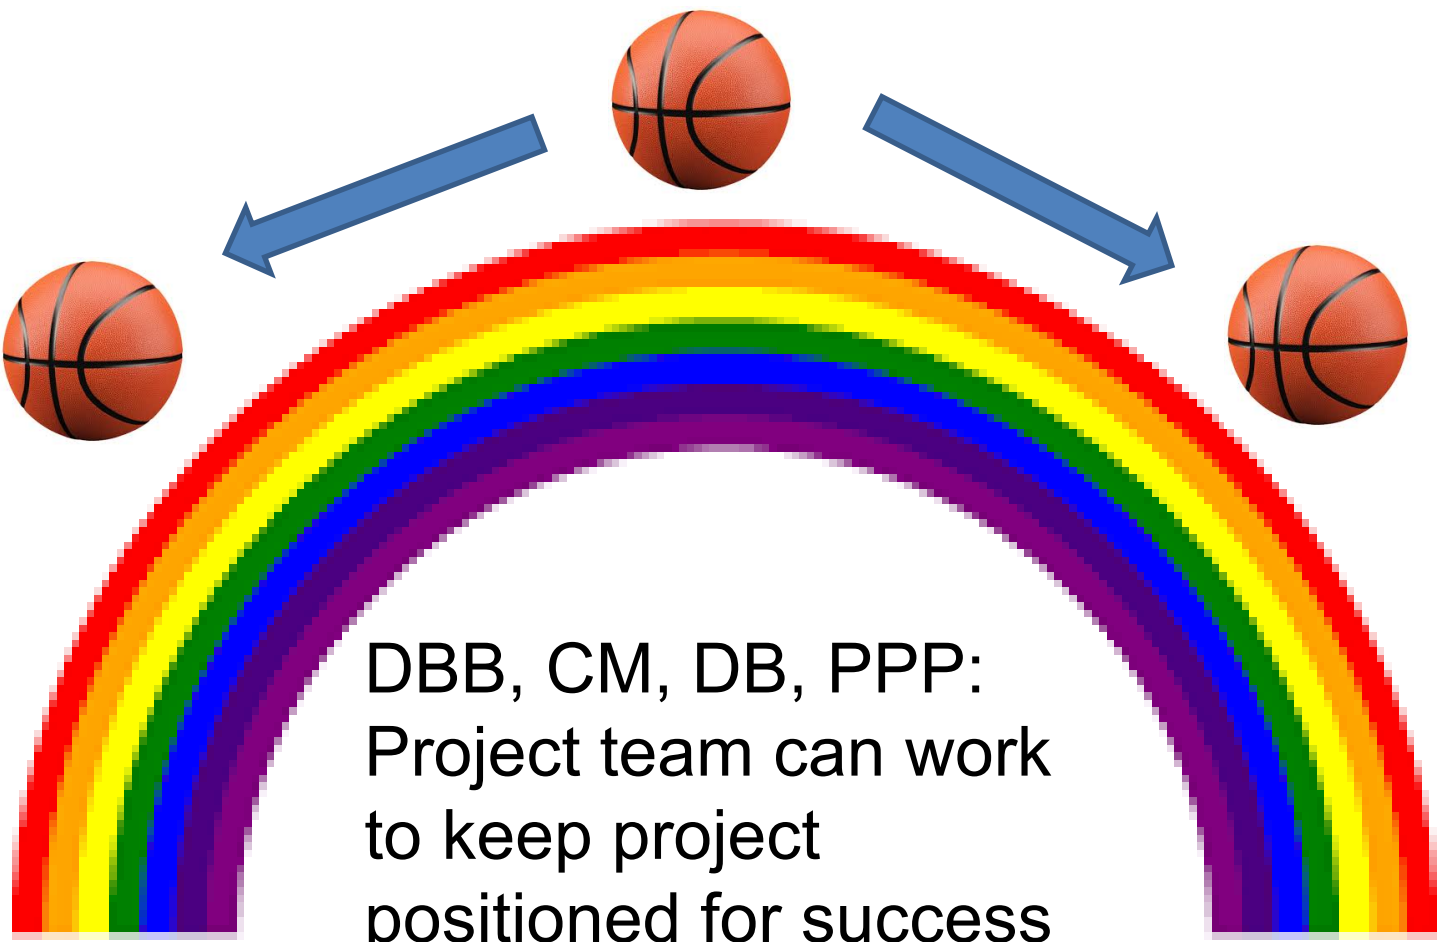 DBB, CM, DB, PPP:
Project team can work
to keep project
positioned for success